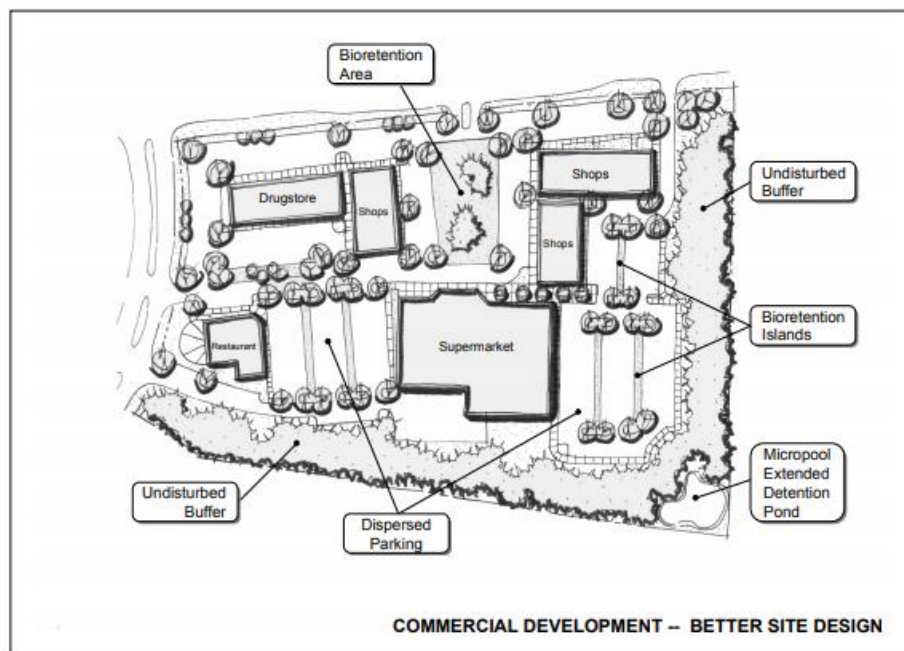 Bioretention
Area
Drugstore
Shops
Shops
Shops
Undisturbed
Buffer
Restaurant
Supermarket
Bioretention
Islands
Undisturbed
Buffer
Dispersed
Parking
Micropool
Extended
Detention
Pond
COMMERCIAL DEVELOPMENT -- BETTER SITE DESIGN